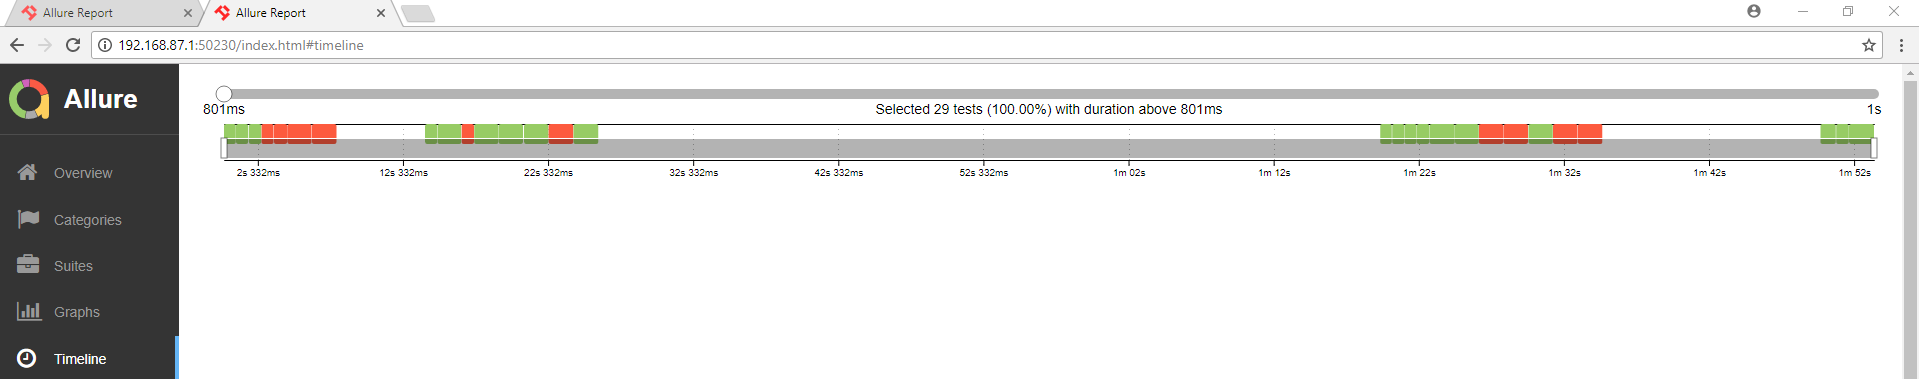 Allure Report
Allure Report
192.168.87.1:50230/index.html#timeline
Allure
801ms
Selected 29 tests (100.00%) with duration above 801ms
1s
2s 332ms
12s 332ms
22s 332ms
32s 332ms
42s 332ms
52s 332ms
1m 02s
1m 12s
1m 22s
1m 32s
1m 42s
1m 52s
Overview
Categories
Suites
Graphs
Timeline